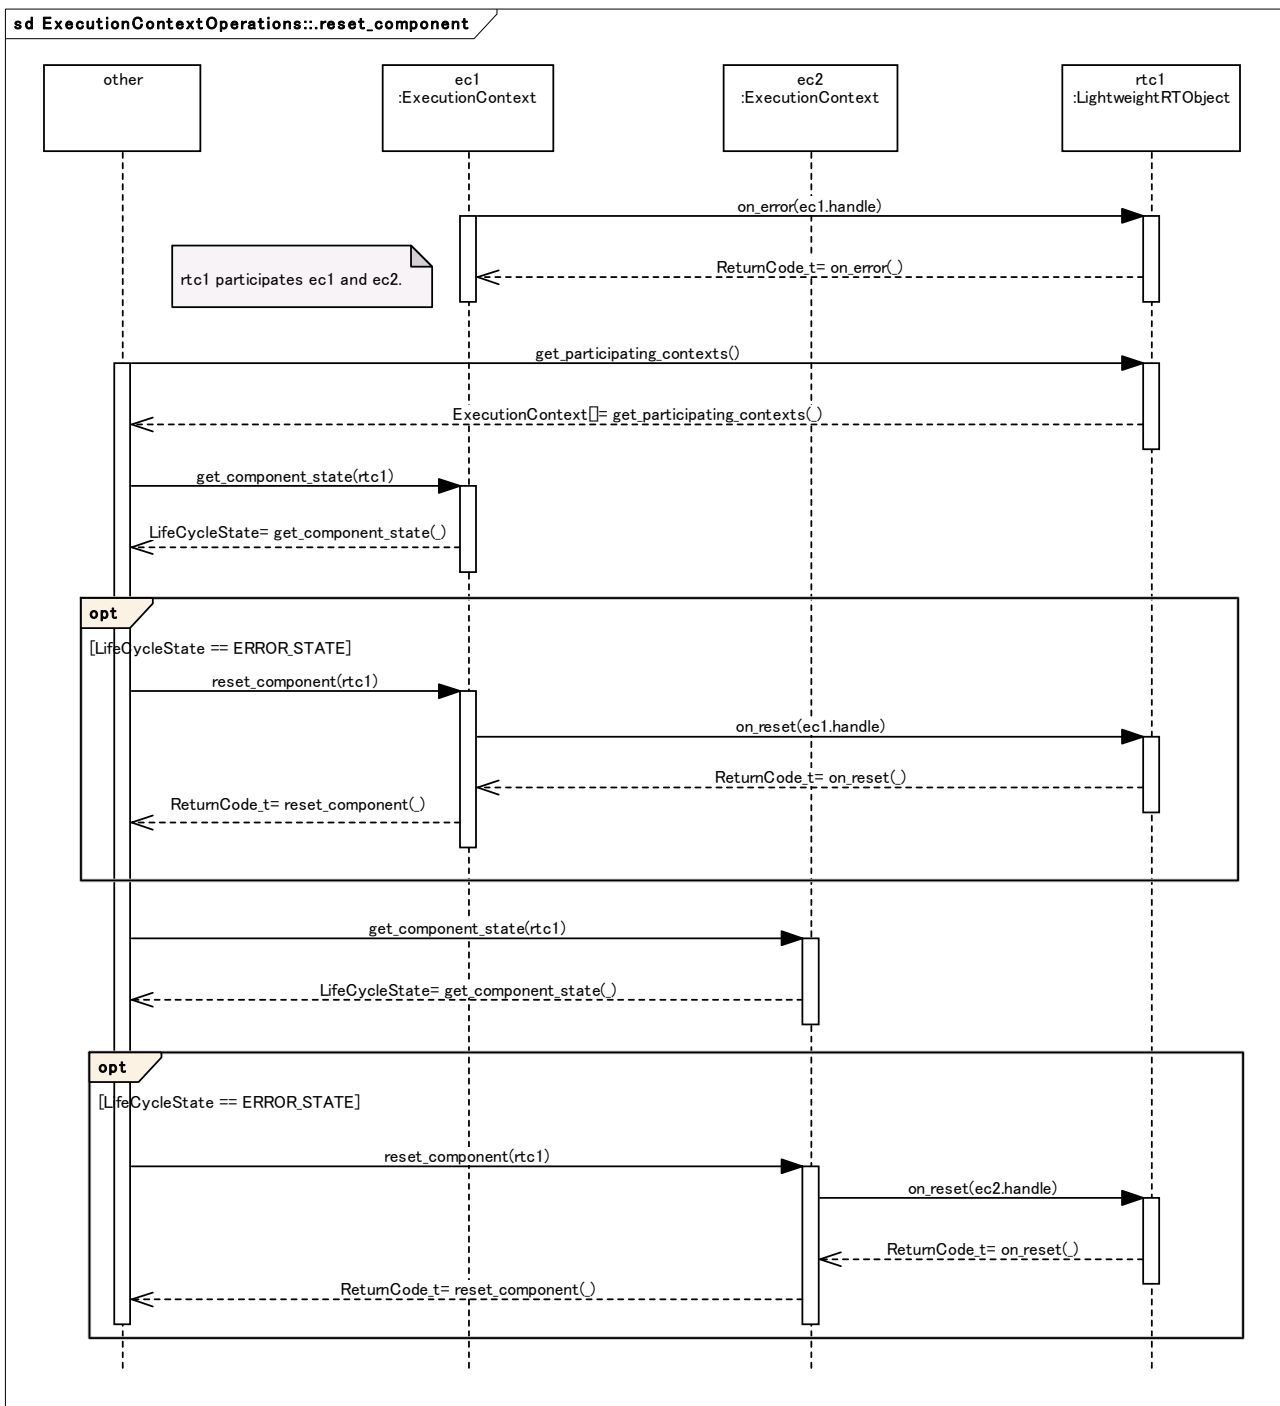 sd ExecutionContextOperations::.reset_component
other
ec1
:ExecutionContext
ec2
:ExecutionContext
rtc1
:LightweightRTObject
on_error(ec1.handle)
rtc1 participates ec1 and ec2.
ReturnCode_t= on_error(_)
get_participating_contexts()
ExecutionContext[]= get_participating_contexts(_)
get_component_state(rtc1)
LifeCycleState= get_component_state(_)
opt
[LifeCycleState == ERROR_STATE]
reset_component(rtc1)
on_reset(ec1.handle)
ReturnCode_t= on_reset(_)
ReturnCode_t= reset_component(_)
get_component_state(rtc1)
LifeCycleState= get_component_state(_)
opt
[LifeCycleState == ERROR_STATE]
reset_component(rtc1)
on_reset(ec2.handle)
ReturnCode_t= on_reset(_)
ReturnCode_t= reset_component(_)